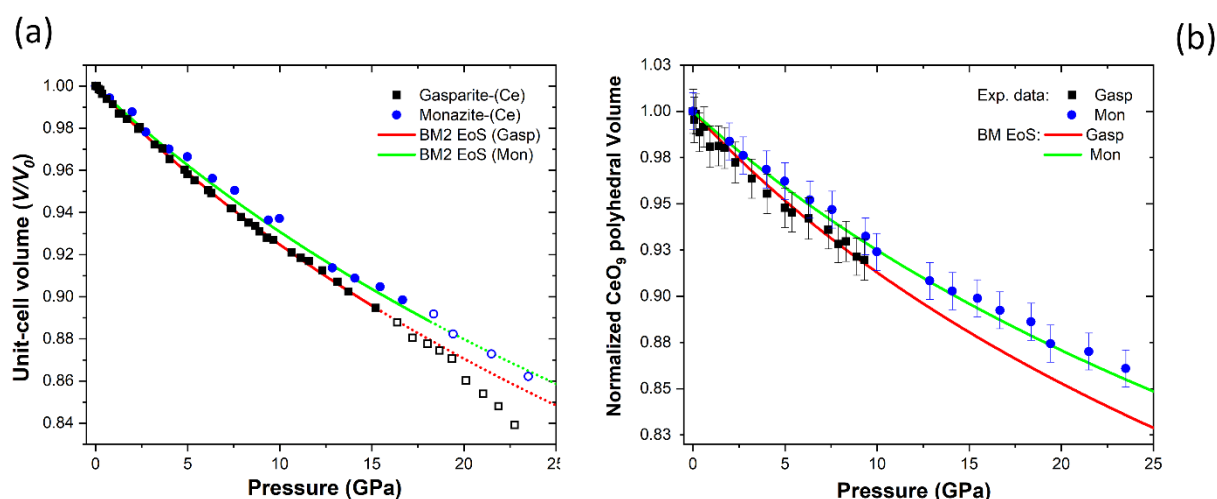 (a)
Unit-cell volume (V/V0)
1.00
0.98
0.96
0.94
0.92
0.90
0.88
0.86
0.84
Gasparite-(Ce)
Monazite-(Ce)
BM2 EoS (Gasp)
BM2 EoS (Mon)
0 5 10 15 20 25
Pressure (GPa)
(b)
Normalized CeO9 polyhedral Volume
1.03
1.00
0.98
0.95
0.93
0.90
0.88
0.85
0.83
Exp. data: Gasp
Mon
BM EoS: Gasp
Mon
0 5 10 15 20 25
Pressure (GPa)